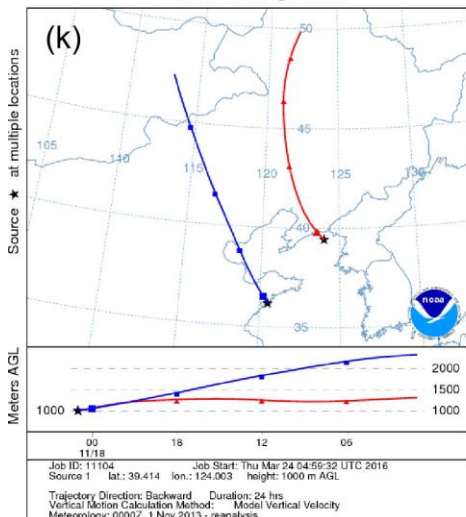 (k)
50
45
105
110
115
120
125
130
40
35
noaa
Source ★ at multiple locations
Meters AGL
2000
1500
1000
1000
00 18 12 06
11/18
Job ID: 11104 Job Start: Thu Mar 24 04:59:32 UTC 2016
Source 1 lat.: 39.414 lon.: 124.003 height: 1000 m AGL
Trajectory Direction: Backward Duration: 24 hrs
Vertical Motion Calculation Method: Model Vertical Velocity
Meteorology: 0000Z 1 Nov 2013 - reanalysis